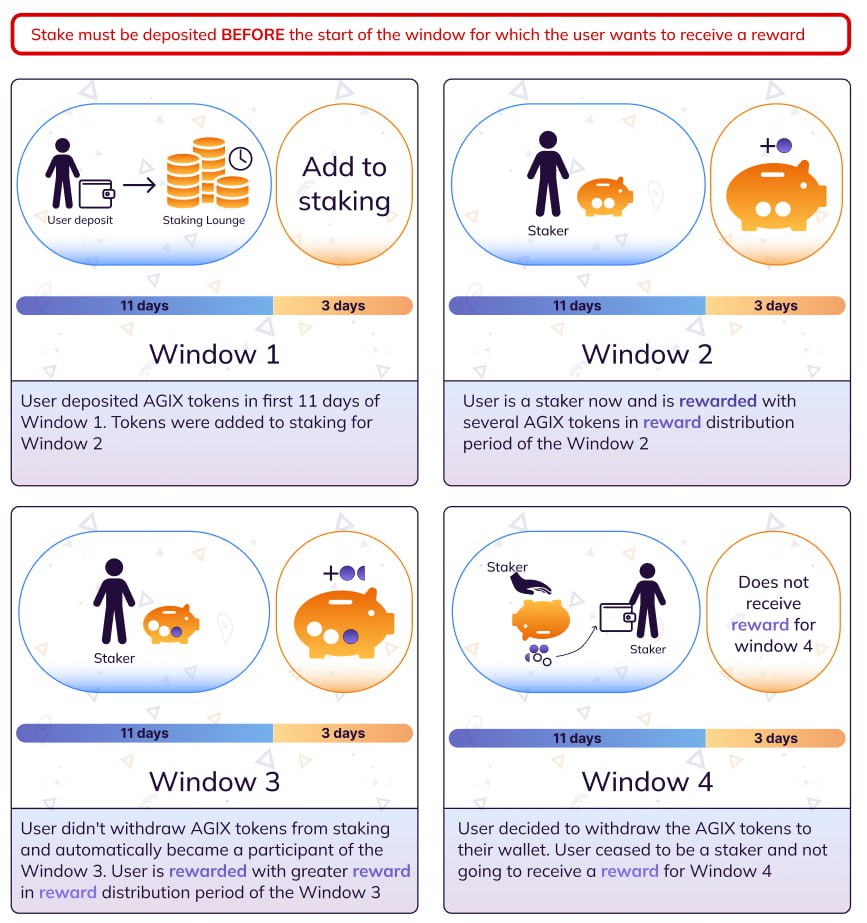 Stake must be deposited BEFORE the start of the window for which the user wants to receive a reward
User deposit
Staking Lounge
Add to
staking
11 days
3 days
Window 1
User deposited AGIX tokens in first 11 days of
Window 1. Tokens were added to staking for
Window 2
Staker
+
11 days
3 days
Window 2
User is a staker now and is rewarded with
several AGIX tokens in reward distribution
period of the Window 2
Staker
+
11 days
3 days
Window 3
User didn't withdraw AGIX tokens from staking
and automatically became a participant of the
Window 3. User is rewarded with greater reward
in reward distribution period of the Window 3
Staker
Staker
Does not
receive
reward for
window 4
11 days
3 days
Window 4
User decided to withdraw the AGIX tokens to
their wallet. User ceased to be a staker and not
going to receive a reward for Window 4